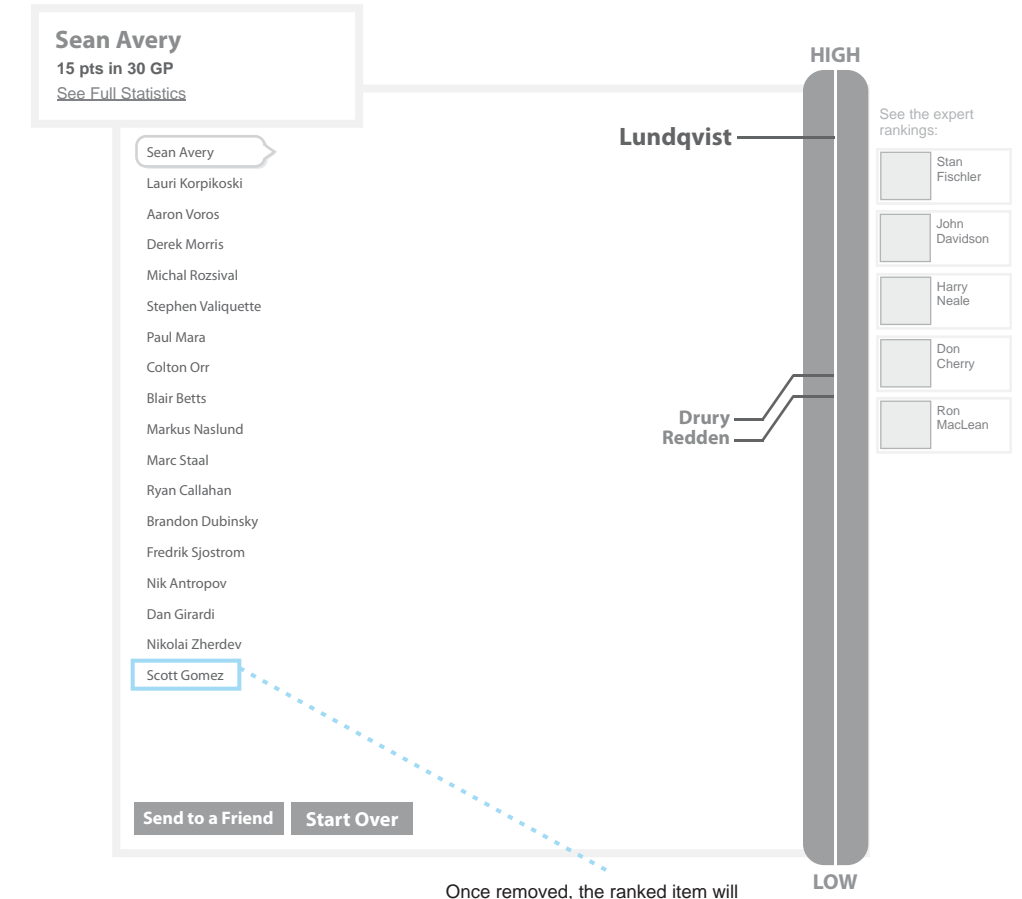 Sean Avery
15 pts in 30 GP
See Full Statistics
HIGH
Lundqvist
See the expert
rankings:
Stan
Fischler
John
Davidson
Harry
Neale
Don
Cherry
Ron
MacLean
Sean Avery
Lauri Korpikoski
Aaron Voros
Derek Morris
Michal Rozsival
Stephen Valiquette
Paul Mara
Colton Orr
Blair Betts
Markus Naslund
Marc Staal
Ryan Callahan
Brandon Dubinsky
Fredrik Sjostrom
Nik Antropov
Dan Girardi
Nikolai Zherdev
Scott Gomez
Drury
Redden
Send to a Friend
Start Over
LOW
Once removed, the ranked item will